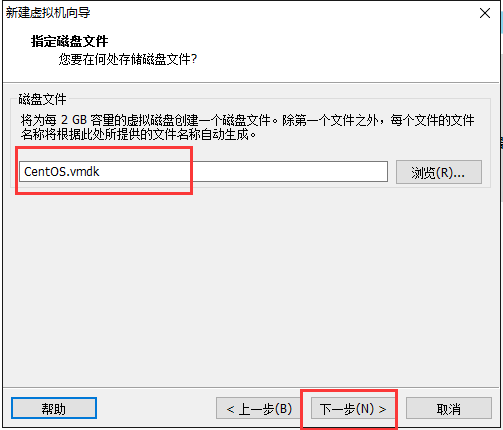 新建虚拟机向导
指定磁盘文件
您要在何处存储磁盘文件?
磁盘文件
将为每 2 GB 容量的虚拟磁盘创建一个磁盘文件。除第一个文件之外，每个文件的文件
名称将根据此处所提供的文件名称自动生成。
CentOS.vmdk
浏览(R)...
帮助
< 上一步(B)
下一步(N) >
取消